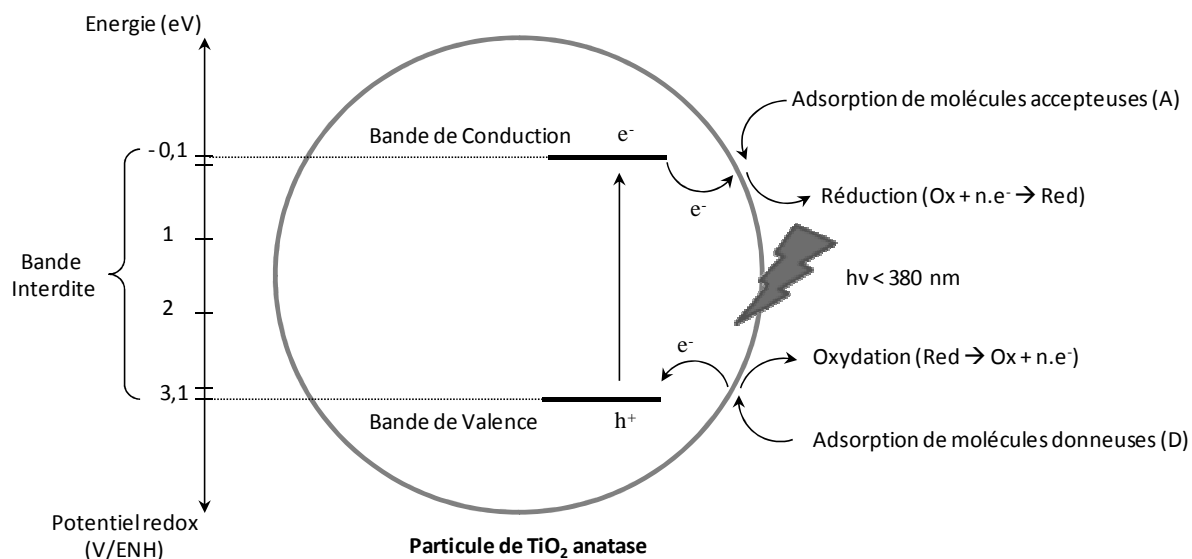 Energie (eV)
Adsorption de molécules accepteuses (A)
Bande de Conduction
e-
- 0,1
e-
Réduction (Ox + n.e- → Red)
1
Bande
Interdite
hν < 380 nm
2
e-
Oxydation (Red → Ox + n.e-)
3,1
Bande de Valence
h+
Adsorption de molécules donneuses (D)
Potentiel redox
(V/ENH)
Particule de TiO2 anatase